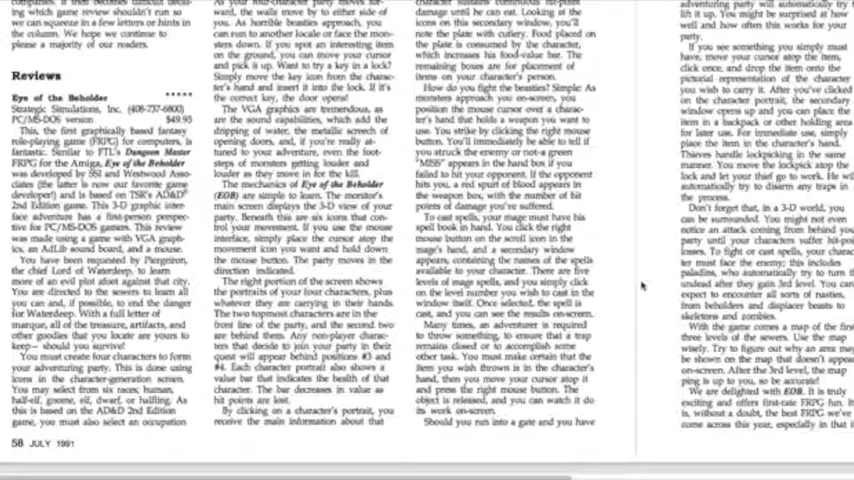 ing which game review shouldn't run so
we can squeeze in a few letters or hints in
the column. We hope we continue to
please a majority of our readers.
Reviews
Eye of the Beholder *****
Strategic Simulations, Inc. (408-737-6800)
PC/MS-DOS version $49.95
This, the first graphically based fantasy
role-playing game (FRPG) for computers, is
fantastic. Similar to FTL's Dungeon Master
FRPG for the Amiga, Eye of the Beholder
was developed by SSI and Westwood Asso-
ciates (the latter is now our favorite game
developer!) and is based on TSR's AD&D®
2nd Edition game. This 3-D graphic inter-
face adventure has a first-person perspec-
tive for PC/MS-DOS games. This review
was made using a game with VGA graph-
ics, an AdLib sound board, and a mouse.
You have been requested by Piergeiron,
the chief Lord of Waterdeep, to learn
more of an evil plot afoot against that city.
You are directed to the sewers to learn all
you can and, if possible, to end the danger
for Waterdeep. With a full letter of
marque, all of the treasure, artifacts, and
other goodies that you locate are yours to
keep—should you survive!
You must create four characters to form
your adventuring party. This is done using
icons in the character-generation screen.
You may select from six races; human,
half-elf, gnome, elf, dwarf, or halfling. As
this is based on the AD&D 2nd Edition
game, you must also select an occupation
58 JULY 1991
As your four-character party moves for-
ward, the walls move by to either side of
you. As horrible beasties approach, you
can run to another locale or face the mon-
sters down. If you spot an interesting item
on the ground, you can move your cursor
and pick it up. Want to try a key in a lock?
Simply move the key icon from the charac-
ter's hand and insert it into the lock. If it's
the correct key, the door opens!
The VGA graphics are tremendous, as
are the sound capabilities, which add the
dripping of water, the metallic screech of
opening doors, and, if you're really at-
tuned to your adventure, even the foot-
steps of monsters getting louder and
louder as they move in for the kill.
The mechanics of Eye of the Beholder
(EOB) are simple to learn. The monitor's
main screen displays the 3-D view of your
party. Beneath this are six icons that con-
trol your movement. If you use the mouse
interface, simply place the cursor atop the
movement icon you want and hold down
the mouse button. The party moves in the
direction indicated.
The right portion of the screen shows
the portraits of your four characters, plus
whatever they are carrying in their hands.
The two topmost characters are in the
front line of the party, and the second two
are behind them. Any non-player charac-
ters that decide to join your party in their
quest will appear behind positions #3 and
#4. Each character portrait also shows a
value bar that indicates the health of that
character. The bar decreases in value as
hit points are lost.
By clicking on a character's portrait, you
receive the main information about that
character sustains continued hit-point
damage until he can eat. Looking at the
icons on this secondary window, you'll
note the plate with cutlery. Food placed on
the plate is consumed by the character,
which increases his food-value bar. The
remaining boxes are for placement of
items on your character's person.
How do you fight the beasties? Simple: As
monsters approach you on-screen, you
position the mouse cursor over a charac-
ter's hand that holds a weapon you want to
use. You strike by clicking the right mouse
button. You'll immediately be able to tell if
you struck the enemy or not-a green
"MISS" appears in the hand box if you
failed to hit your opponent. If the opponent
hits you, a red spurt of blood appears in
the weapon box, with the number of hit
points of damage you've suffered.
To cast spells, your mage must have his
spell book in hand. You click the right
mouse button on the scroll icon in the
mage's hand, and a secondary window
appears, containing the names of the spells
available to your character. There are five
levels of mage spells, and you simply click
on the level number you wish to cast in the
window itself. Once selected, the spell is
cast, and you can see the results on-screen.
Many times, an adventurer is required
to throw something, to ensure that a trap
remains closed or to accomplish some
other task. You must make certain that the
item you wish thrown is in the character's
hand, then you move your cursor atop it
and press the right mouse button. The
object is released, and you can watch it do
its work on-screen.
Should you run into a gate and you have
adventuring party will automatically try
lift it up. You might be surprised at how
well and how often this works for your
party.
If you see something you simply must
have, move your cursor stop the item,
click once, and drop the item onto the
pictorial representation of the character
you wish to carry it. After you've clicked
on the character portrait, the secondary
window opens up and you can place the
item in a backpack or other holding area
for later use. For immediate use, simply
place the item in the character's hand.
Thieves handle lockpicking in the same
manner. You move the lockpick atop the
lock and let your thief go to work. He wi
automatically try to disarm any traps in
the process.
Don't forget that, in a 3-D world, you
can be surrounded. You might not even
notice an attack coming from behind you
party until your characters suffer hit-poi
losses. To fight or cast spells, your charac
ter must face the enemy; this includes
paladins, who automatically try to turn t
undead after they gain 3rd level. You can
expect to encounter all sorts of nasties,
from beholders and displacer beasts to
skeletons and zombies.
With the game comes a map of the first
three levels of the sewers. Use the map
wisely. Try to figure out why an area may
be shown on the map that doesn't appear
on-screen. After the 3rd level, the map
ping is up to you, so be accurate!
We are delighted with EOB. It is truly
exciting and offers first-rate FRPG fun. It
is, without a doubt, the best FRPG we've
come across this year, especially in that i